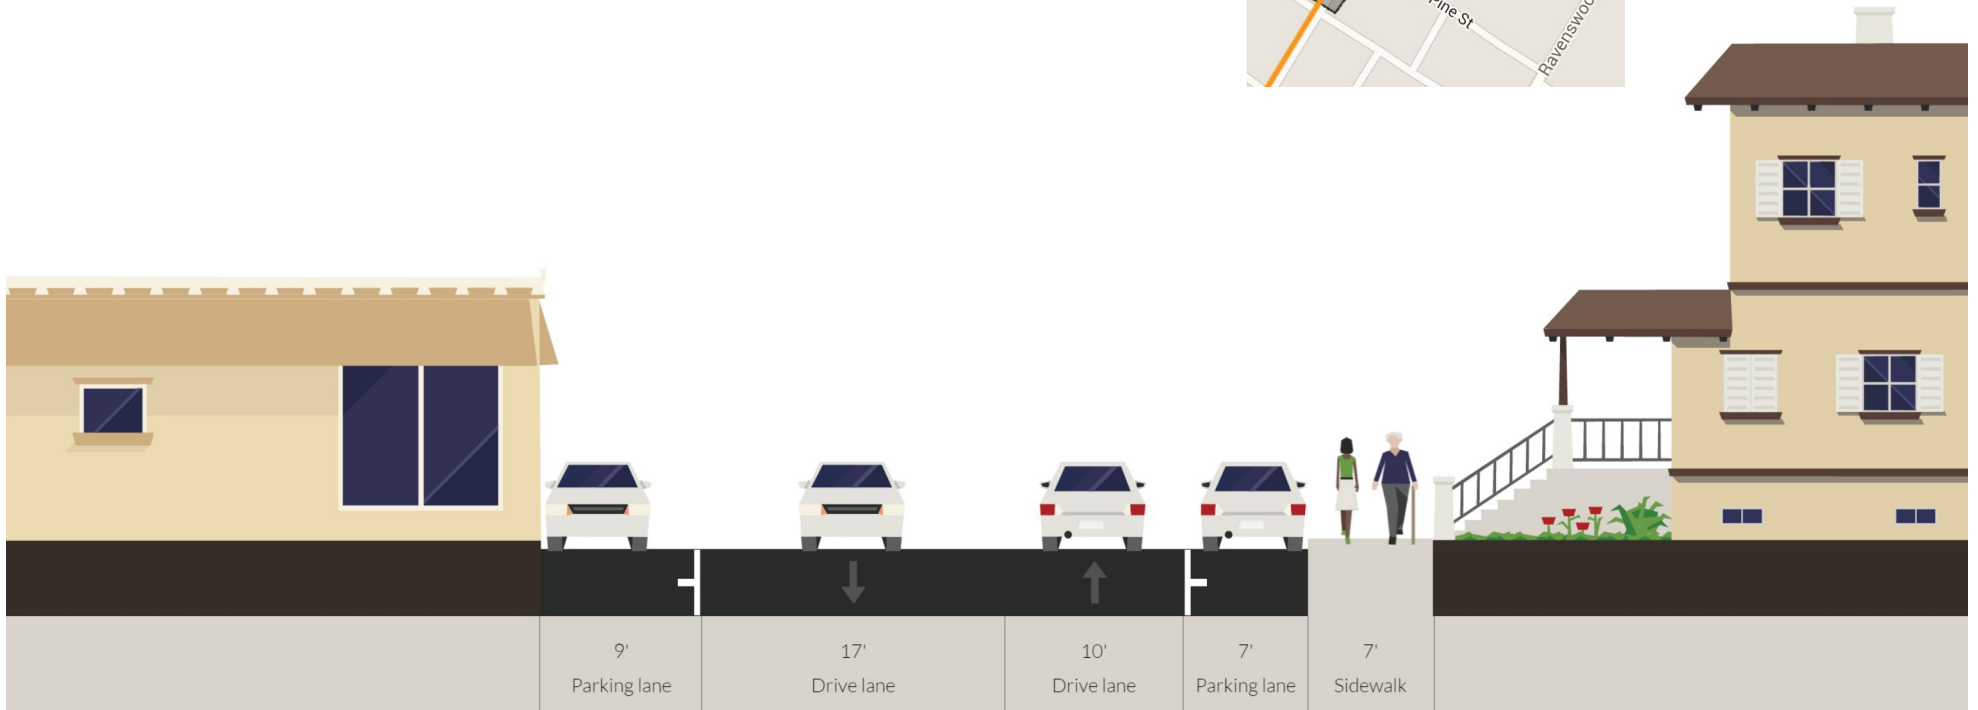 Pine St
9'
Parking lane
17'
Drive lane
10'
Drive lane
7'
Parking lane
7'
Sidewalk